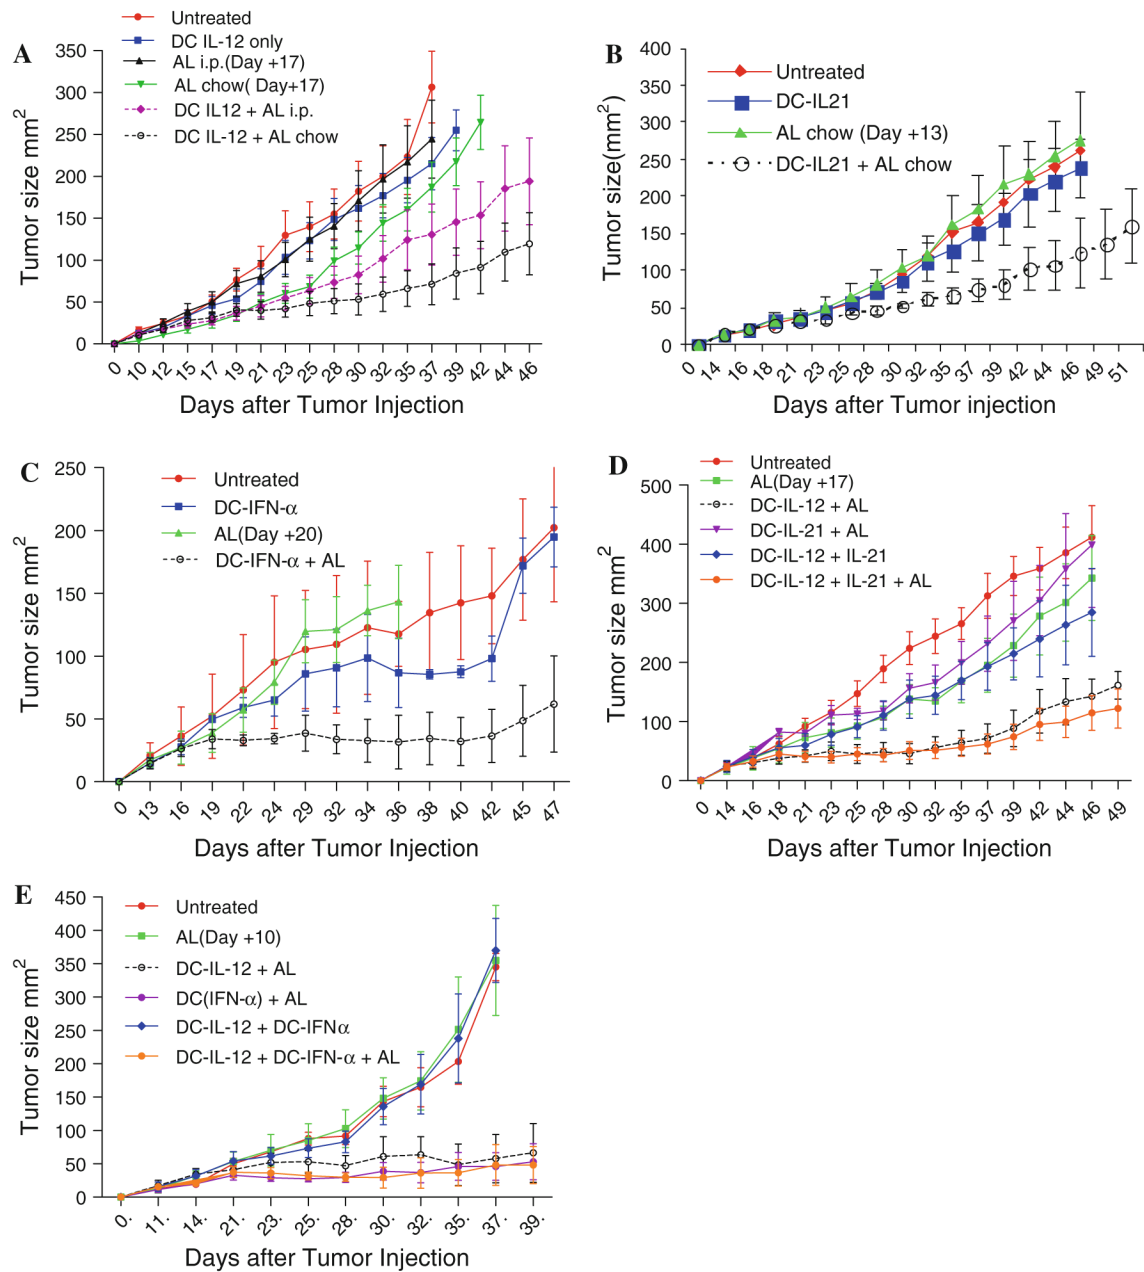 A
Untreated
DC IL-12 only
AL i.p.(Day +17)
AL chow( Day+17)
DC IL12 + AL i.p.
DC IL-12 + AL chow
Tumor size mm2
350
300
250
200
150
100
50
0
0 10 12 15 17 19 21 23 25 28 30 32 35 37 39 42 44 46
Days after Tumor Injection
B
Untreated
DC-IL21
AL chow (Day +13)
DC-IL21 + AL chow
Tumor size(mm2)
400
350
300
250
200
150
100
50
0
0 14 16 18 21 23 25 28 30 32 35 37 40 42 44 46 49 51
Days after Tumor injection
C
Untreated
DC-IFN-α
AL(Day +20)
DC-IFN-α + AL
Tumor size mm2
250
200
150
100
50
0
0 13 16 19 22 24 29 32 34 36 38 40 42 45 47
Days after Tumor Injection
D
Untreated
AL(Day +17)
DC-IL-12 + AL
DC-IL-21 + AL
DC-IL-12 + IL-21
DC-IL-12 + IL-21 + AL
Tumor size mm2
500
400
300
200
100
0
0 14 16 18 21 23 25 28 30 32 35 37 39 42 44 46 49
Days after Tumor Injection
E
Untreated
AL(Day +10)
DC-IL-12 + AL
DC(IFN-α) + AL
DC-IL-12 + DC-IFNα
DC-IL-12 + DC-IFN-α + AL
Tumor size mm2
450
400
350
300
250
200
150
100
50
0
0. 11. 14. 21. 23. 25. 28. 30. 32. 35. 37. 39.
Days after Tumor Injection